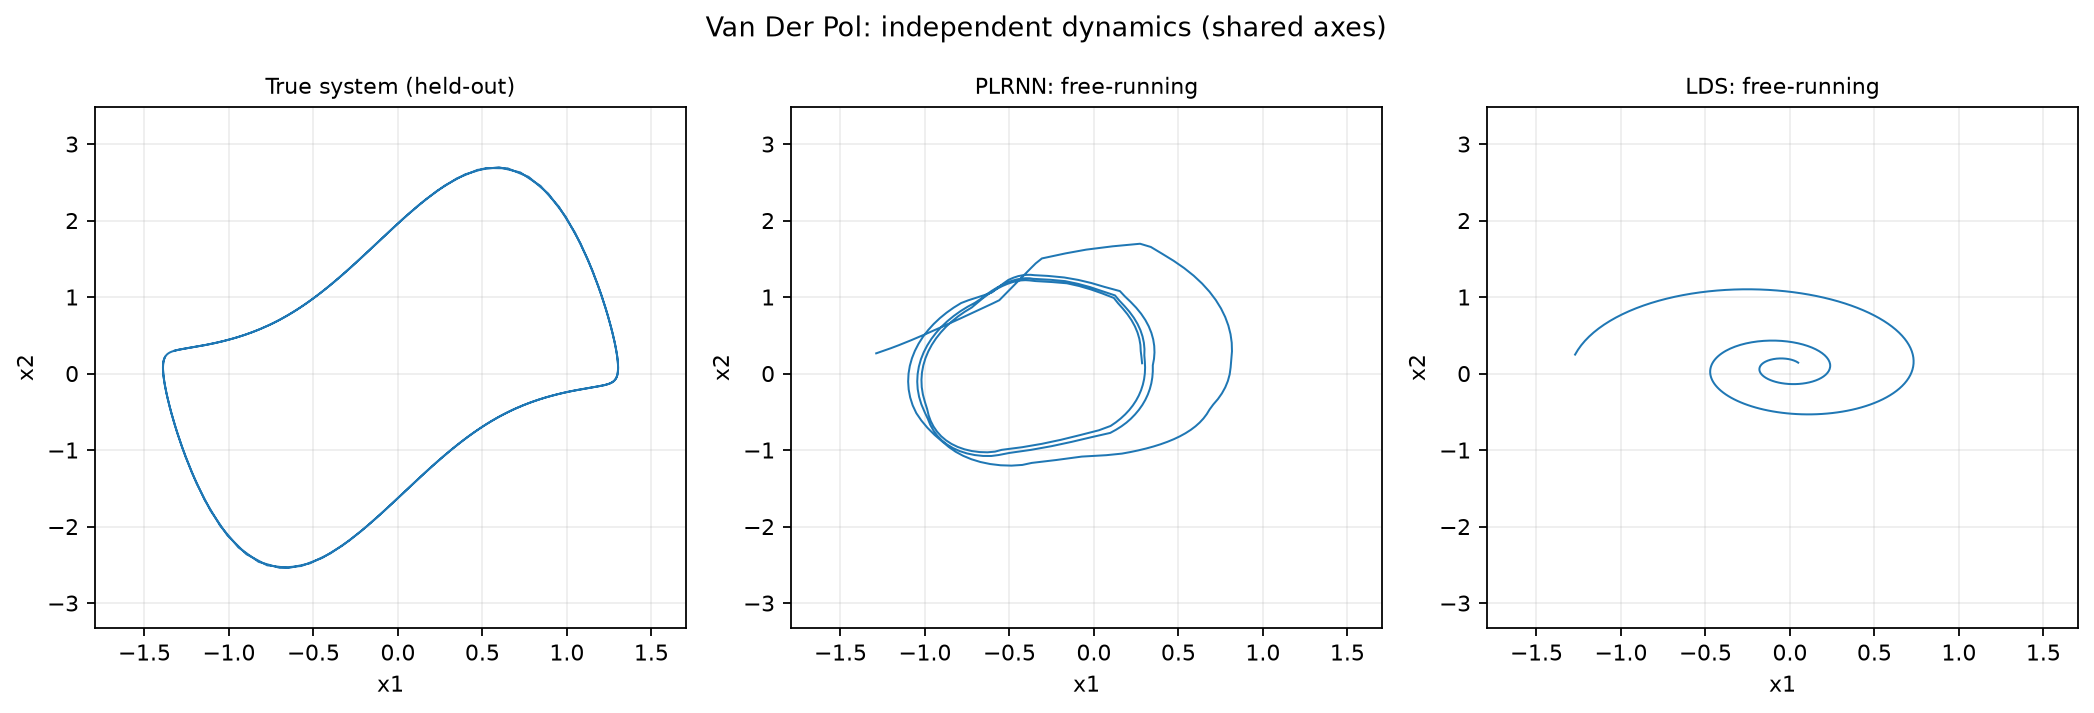 Van Der Pol: independent dynamics (shared axes)
True system (held-out)
3
2
1
0
−1
−2
−3
x2
−1.5 −1.0 −0.5 0.0 0.5 1.0 1.5
x1
PLRNN: free-running
3
2
1
0
−1
−2
−3
x2
−1.5 −1.0 −0.5 0.0 0.5 1.0 1.5
x1
LDS: free-running
3
2
1
0
−1
−2
−3
x2
−1.5 −1.0 −0.5 0.0 0.5 1.0 1.5
x1